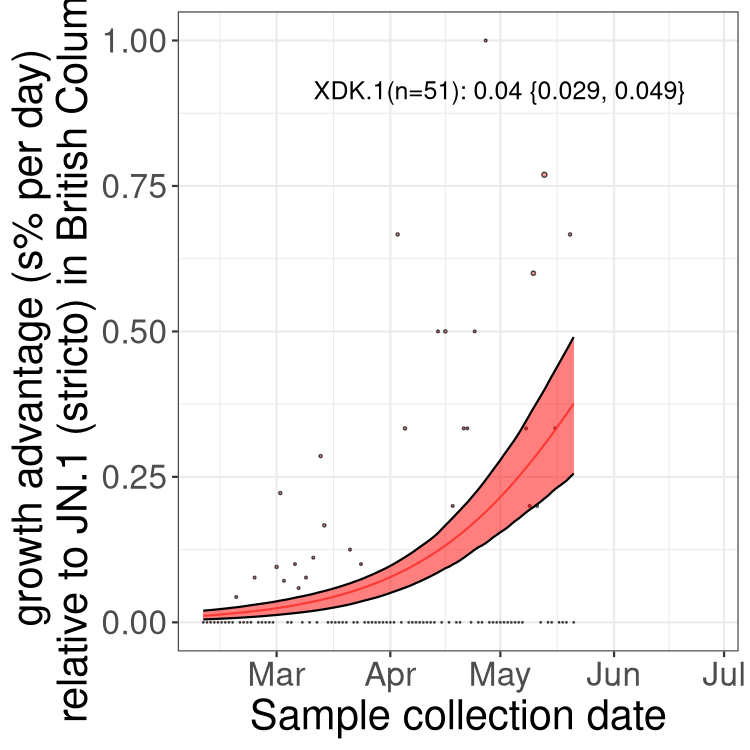 growth advantage (s% per day)
relative to JN.1 (stricto) in British Colum
1.00
0.75
0.50
0.25
0.00
XDK.1(n=51): 0.04 {0.029, 0.049}
Mar Apr May Jun Jul
Sample collection date